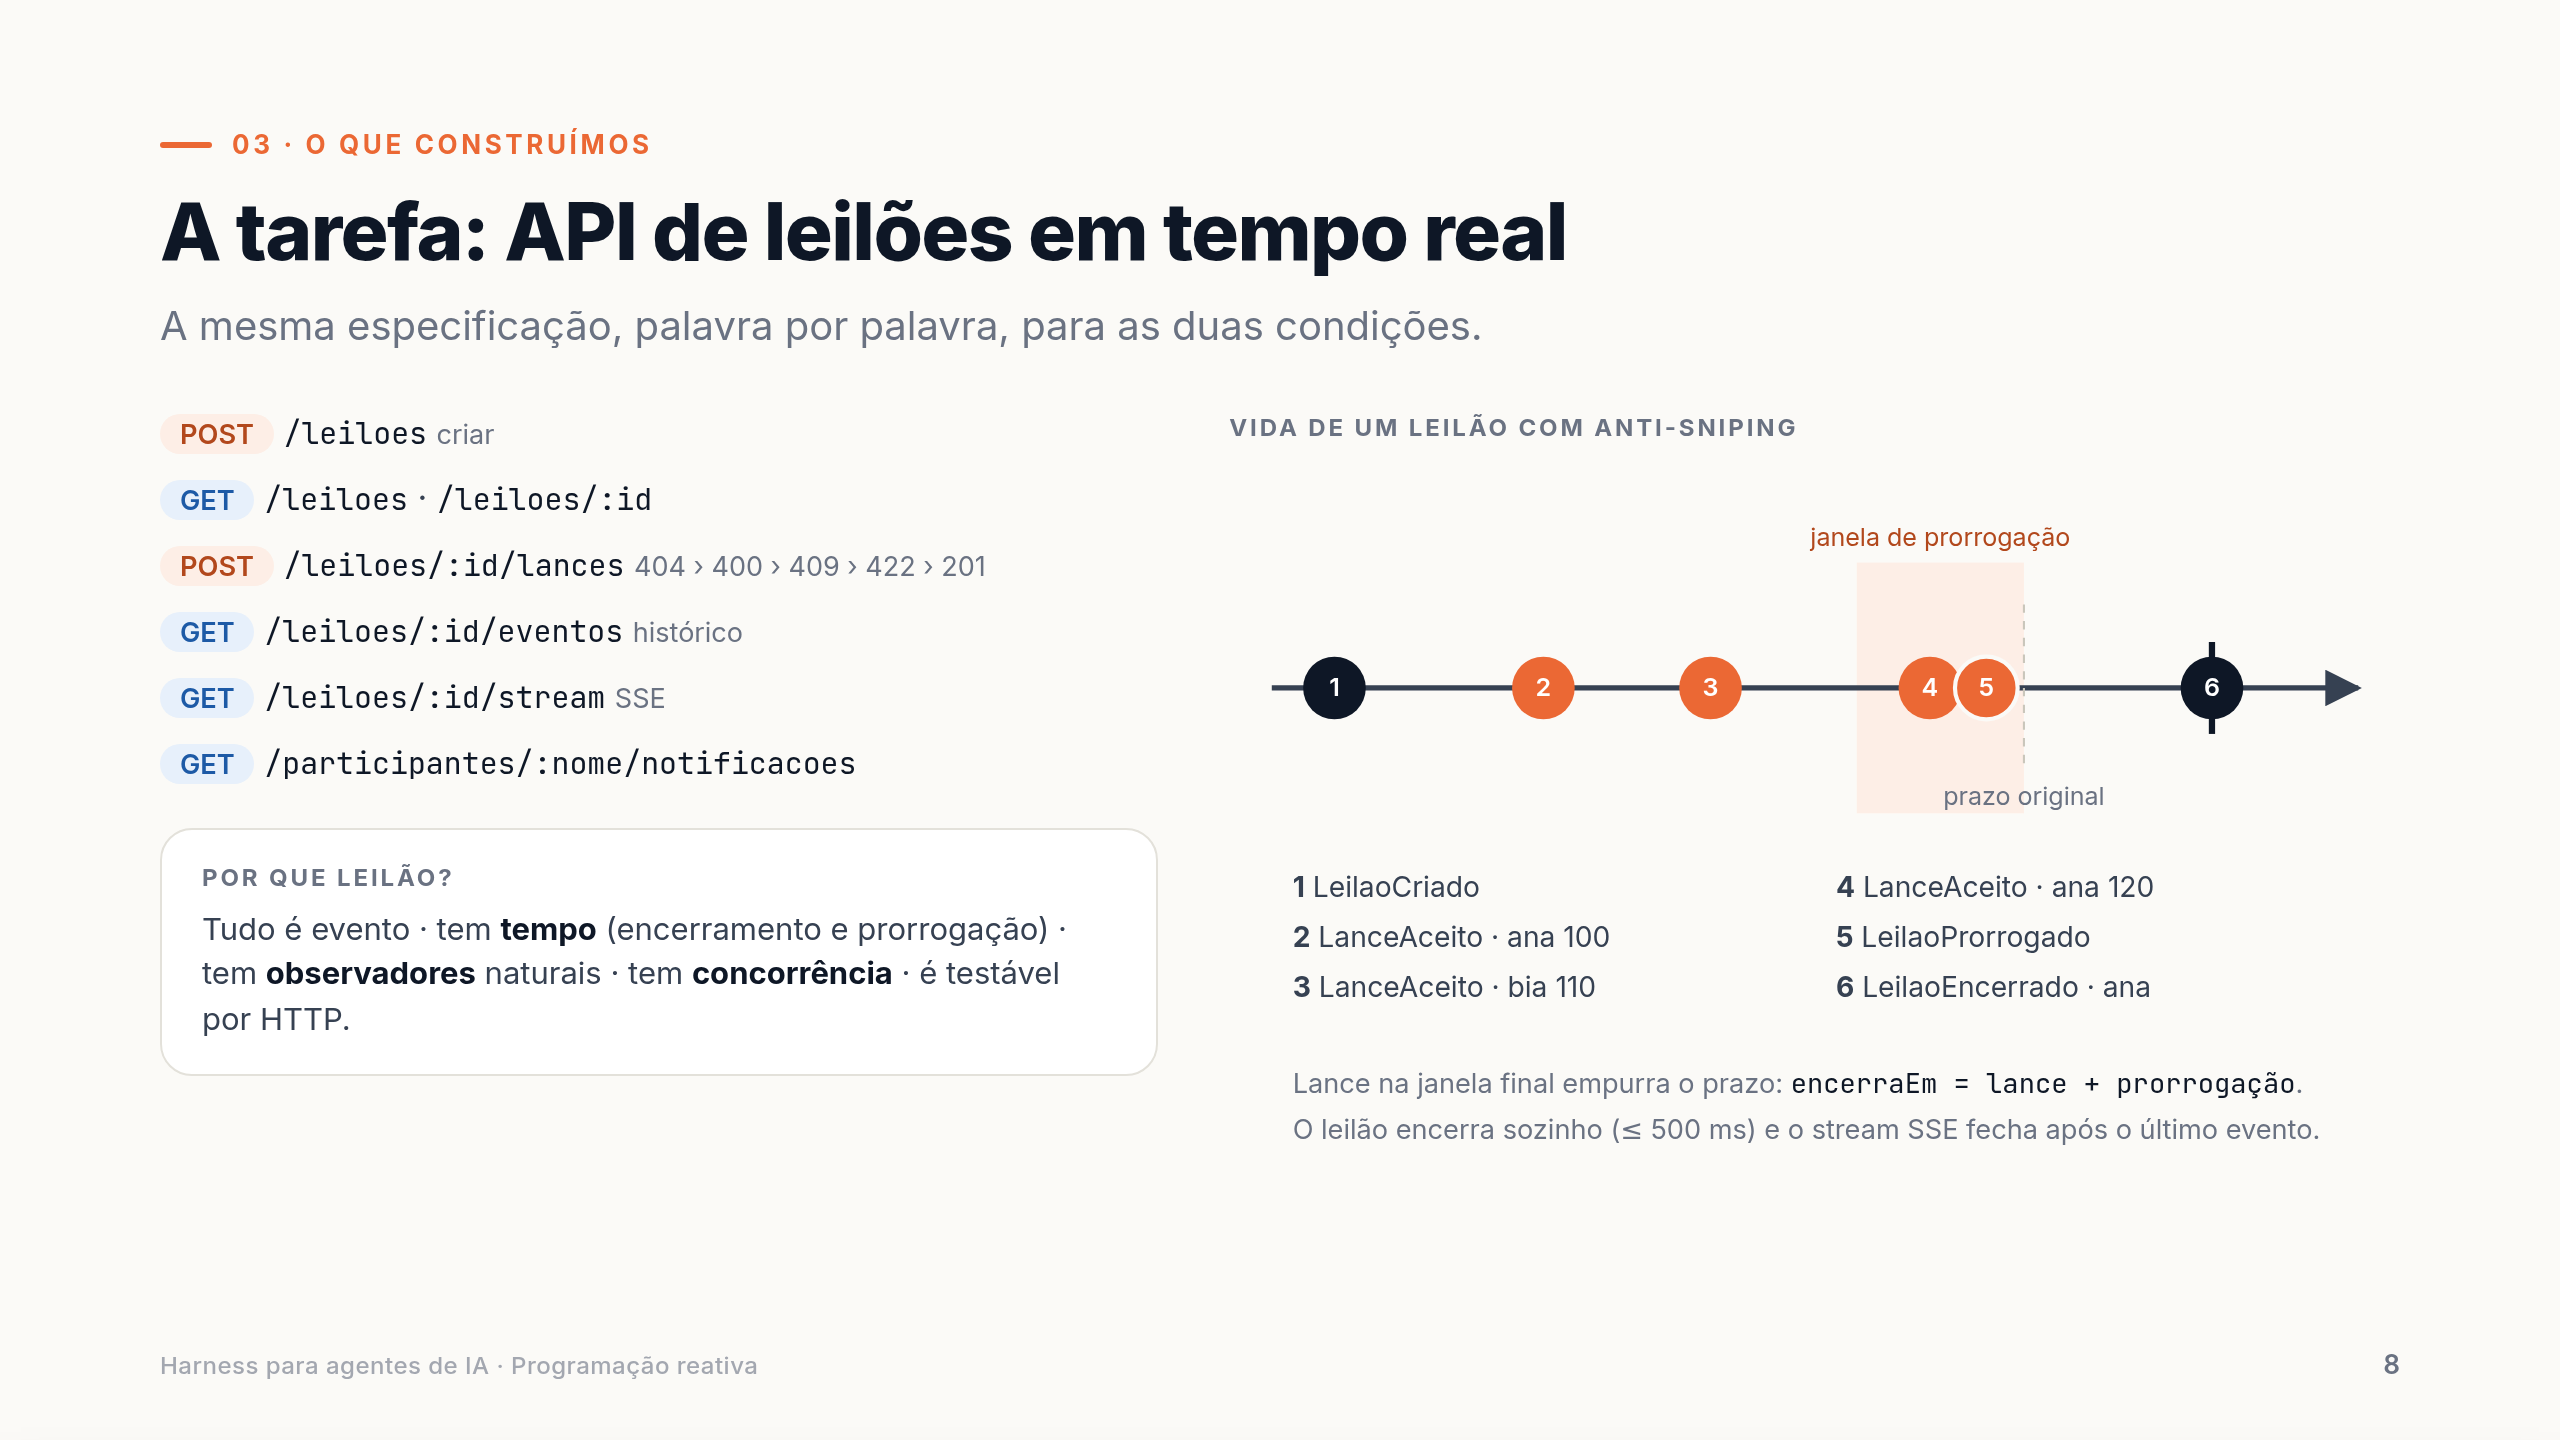 03 · O QUE CONSTRUÍMOS
A tarefa: API de leilões em tempo real
A mesma especificação, palavra por palavra, para as duas condições.
POST /leiloes criar
GET /leiloes · /leiloes/:id
POST /leiloes/:id/lances 404 › 400 › 409 › 422 › 201
GET /leiloes/:id/eventos histórico
GET /leiloes/:id/stream SSE
GET /participantes/:nome/notificacoes
POR QUE LEILÃO?
Tudo é evento · tem tempo (encerramento e prorrogação) ·
tem observadores naturais · tem concorrência · é testável
por HTTP.
VIDA DE UM LEILÃO COM ANTI-SNIPING
janela de prorrogação
1 2 3 4 5 6
prazo original
1 LeilaoCriado
2 LanceAceito · ana 100
3 LanceAceito · bia 110
4 LanceAceito · ana 120
5 LeilaoProrrogado
6 LeilaoEncerrado · ana
Lance na janela final empurra o prazo: encerraEm = lance + prorrogação.
O leilão encerra sozinho (≤ 500 ms) e o stream SSE fecha após o último evento.
Harness para agentes de IA · Programação reativa
8